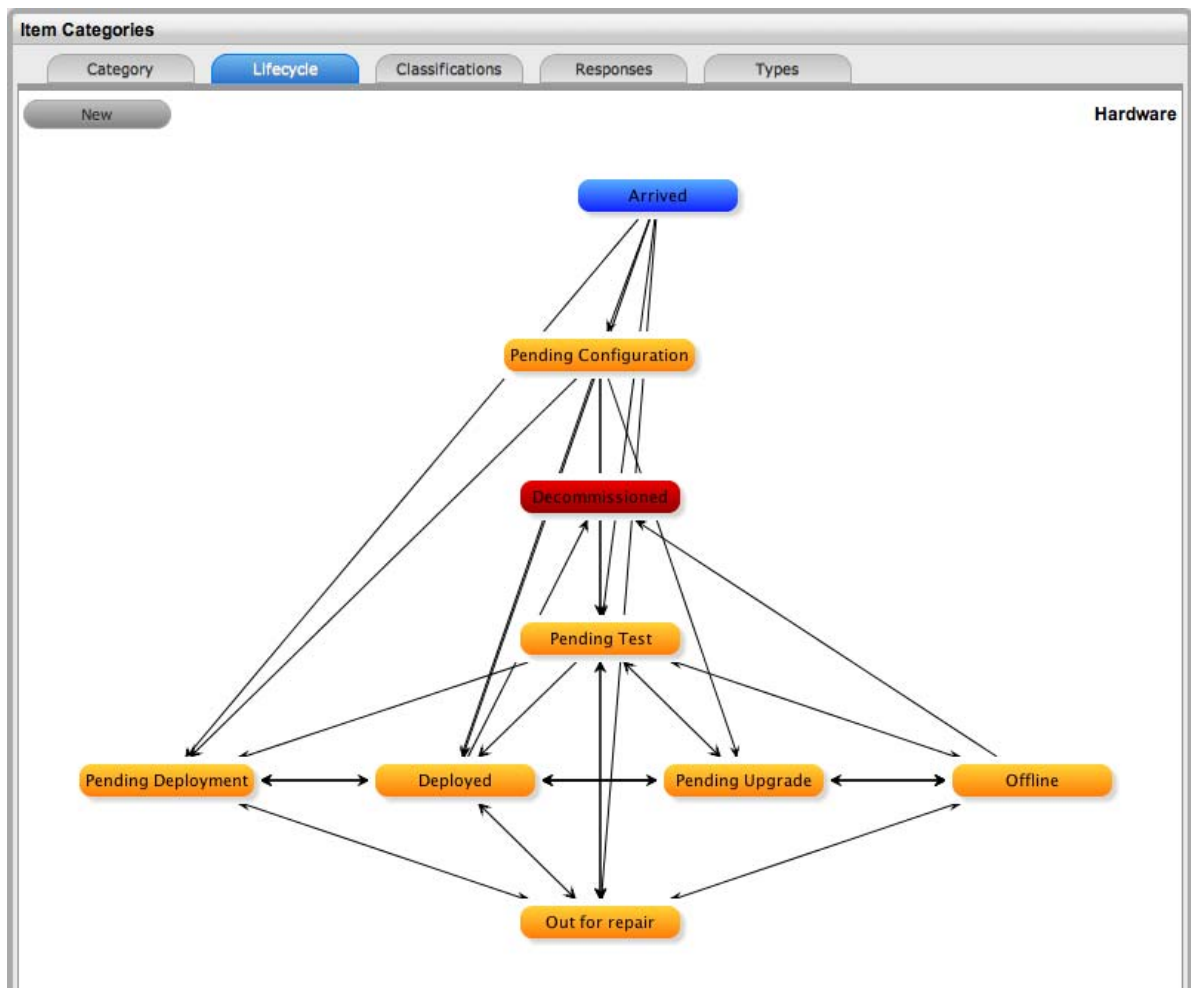 Item Categories
Category Lifecycle Classifications Responses Types
New Hardware
Arrived
Pending Configuration
Decommissioned
Pending Test
Pending Deployment Deployed Pending Upgrade Offline
Out for repair